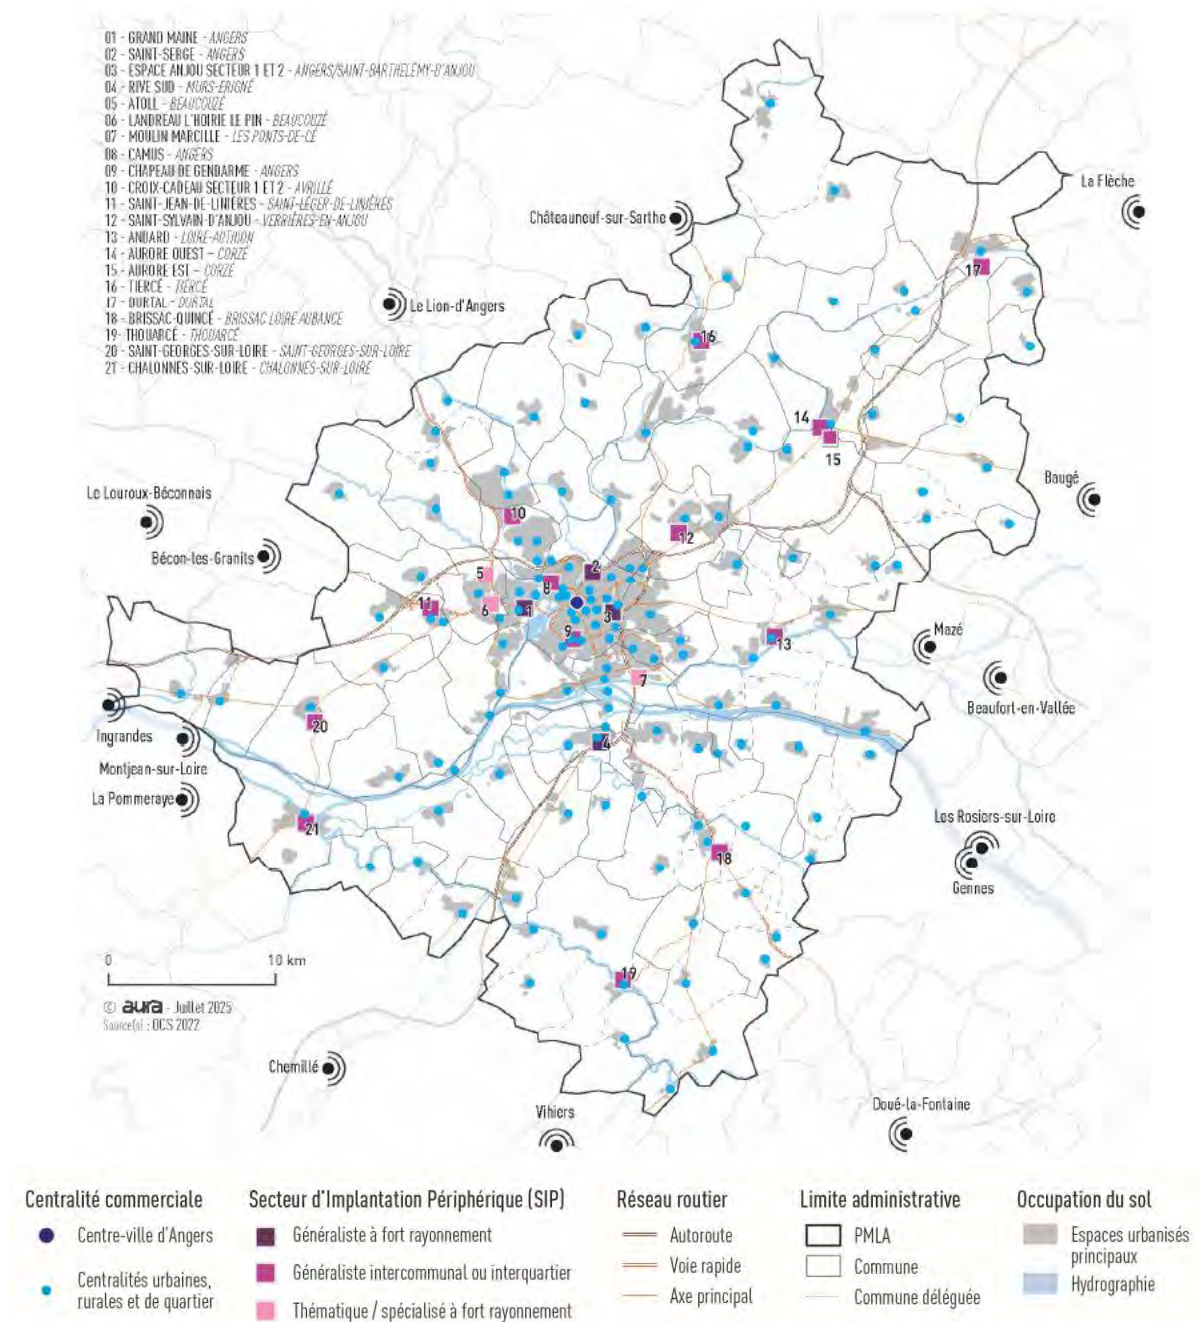 01 - GRAND MAINE - ANGERS
02 - SAINT-SERGE - ANGERS
03 - ESPACE ANJOU SECTEUR 1 ET 2 - ANGERS/SAINT-BARTHÉLÉMY-D'ANJOU
04 - RIVE SUD - MURS-ERIGNÉ
05 - ATOLL - BEAUCOUZÉ
06 - LANDREAU L'HOIRIE LE PIN - BEAUCOUZÉ
07 - MOULIN MARCILLE - LES PONTS-DE-CÉ
08 - CAMUS - ANGERS
09 - CHAPEAU DE GENDARME - ANGERS
10 - CROIX-CADEAU SECTEUR 1 ET 2 - AVRILLÉ
11 - SAINT-JEAN-DE-LINIÈRES - SAINT-LÉGER-DE-LINIÈRES
12 - SAINT-SYLVAIN-D'ANJOU - VERRIÈRES-EN-ANJOU
13 - ANDARD - LOIRE-AUTHION
14 - AURORE OUEST - CORZÉ
15 - AURORE EST - CORZÉ
16 - TIERCÉ - TIERCÉ
17 - DURTAL - DURTAL
18 - BRISSAC-QUINCÉ - BRISSAC LOIRE AUBANCE
19 - THOUARCÉ - THOUARCÉ
20 - SAINT-GEORGES-SUR-LOIRE - SAINT-GEORGES-SUR-LOIRE
21 - CHALONNES-SUR-LOIRE - CHALONNES-SUR-LOIRE
La Flèche
Châteauneuf-sur-Sarthe
17
Le Lion-d'Angers
16
14
15
Baugé
Le Louroux-Béconnais
10
12
Bécon-les-Granits
5
2
8
6
11
1
3
9
13
Mazé
7
Beaufort-en-Vallée
20
Ingrandes
4
Montjean-sur-Loire
La Pommeraye
21
Les Rosiers-sur-Loire
18
Gennes
19
0 10 km
© aura - Juillet 2025
Source(s) : OCS 2022
Chemillé
Vihiers
Doué-la-Fontaine
Centralité commerciale
Centre-ville d'Angers
Centralités urbaines,
rurales et de quartier
Secteur d'Implantation Périphérique (SIP)
Généraliste à fort rayonnement
Généraliste intercommunal ou interquartier
Thématique / spécialisé à fort rayonnement
Réseau routier
Autoroute
Voie rapide
Axe principal
Limite administrative
PMLA
Commune
Commune déléguée
Occupation du sol
Espaces urbanisés
principaux
Hydrographie